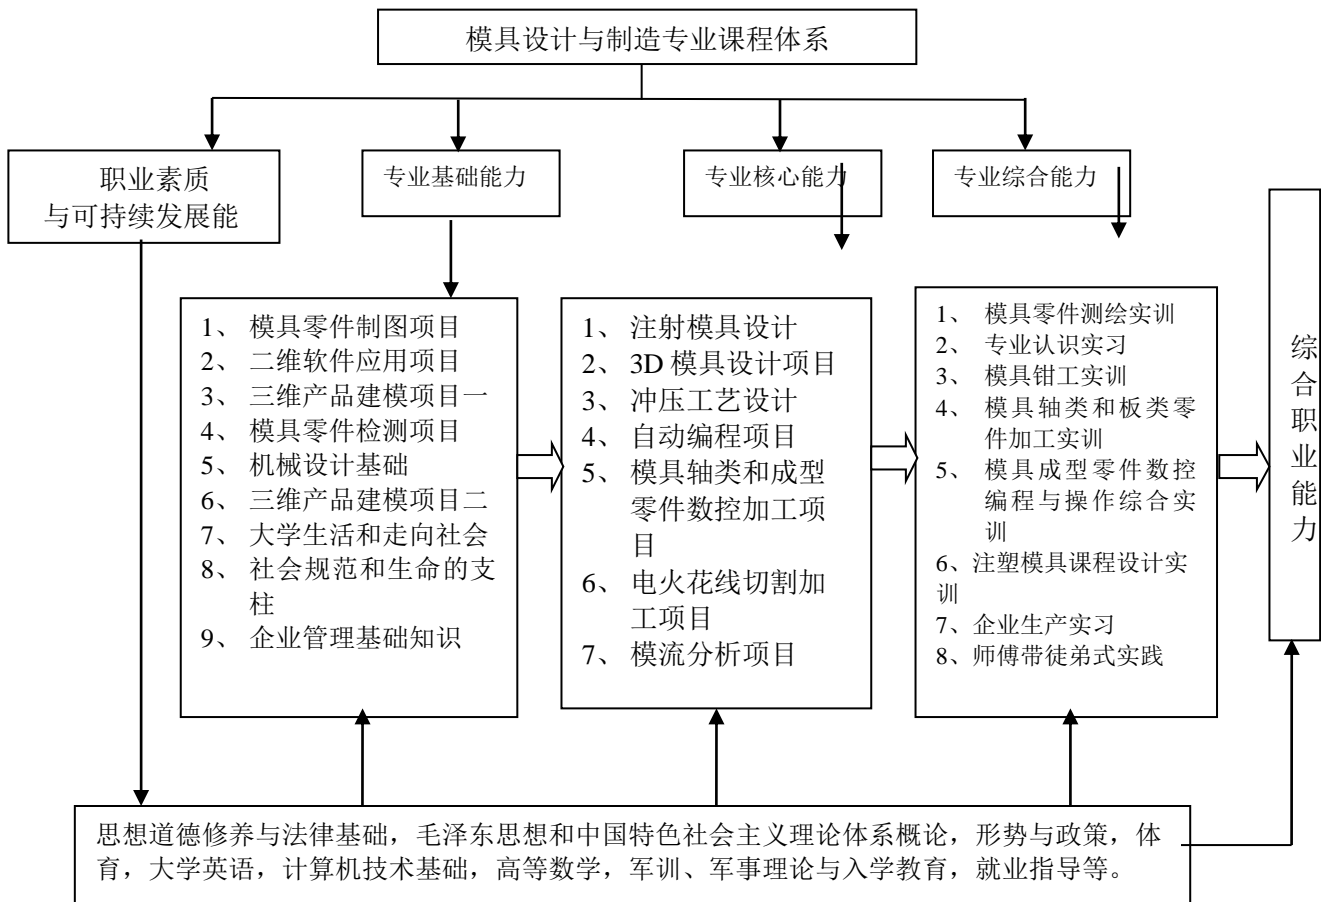 模具设计与制造专业课程体系
职业素质
与可持续发展能
专业基础能力
专业核心能力
专业综合能力
1、 模具零件制图项目
2、 二维软件应用项目
3、 三维产品建模项目一
4、 模具零件检测项目
5、 机械设计基础
6、 三维产品建模项目二
7、 大学生活和走向社会
8、 社会规范和生命的支
柱
9、 企业管理基础知识
1、 注射模具设计
2、 3D 模具设计项目
3、 冲压工艺设计
4、 自动编程项目
5、 模具轴类和成型
零件数控加工项
目
6、 电火花线切割加
工项目
7、 模流分析项目
1、 模具零件测绘实训
2、 专业认识实习
3、 模具钳工实训
4、 模具轴类和板类零
件加工实训
5、 模具成型零件数控
编程与操作综合实
训
6、注塑模具课程设计实
训
7、企业生产实习
8、师傅带徒弟式实践
综合职业能力
思想道德修养与法律基础，毛泽东思想和中国特色社会主义理论体系概论，形势与政策，体
育，大学英语，计算机技术基础，高等数学，军训、军事理论与入学教育，就业指导等。